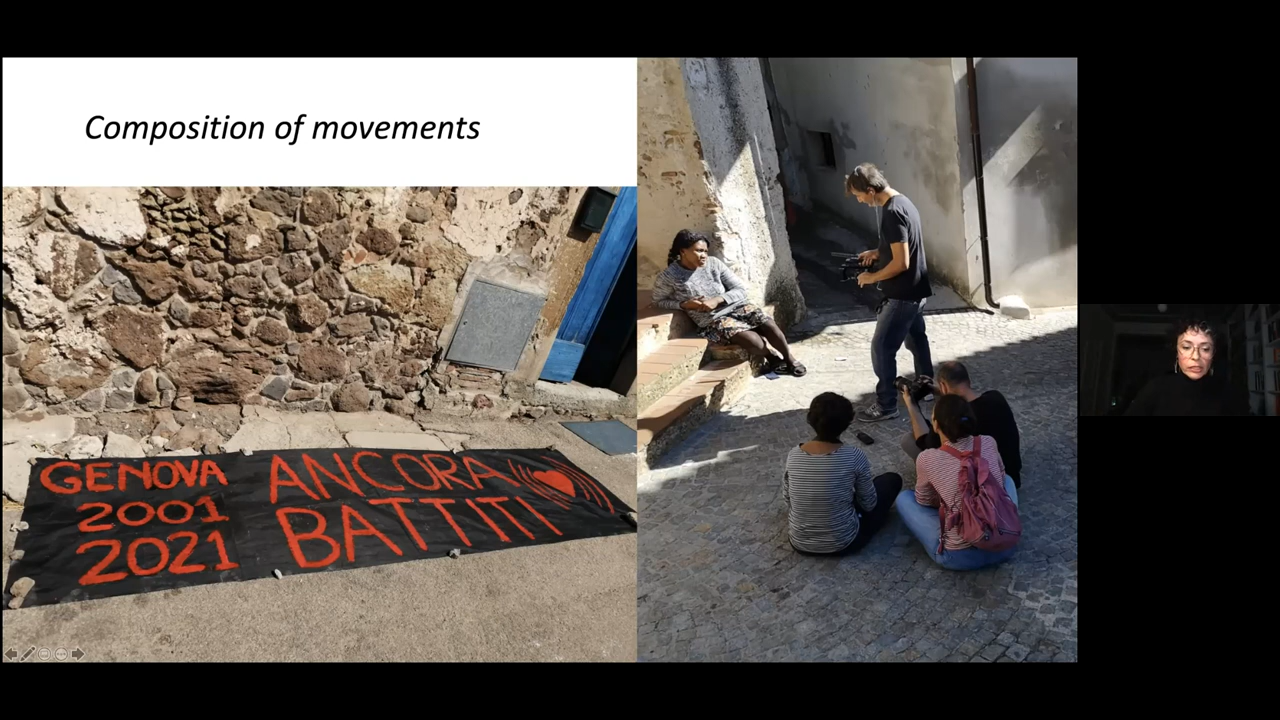 Composition of movements
GENOVA
2001
2021
ANCORA
BATTITI